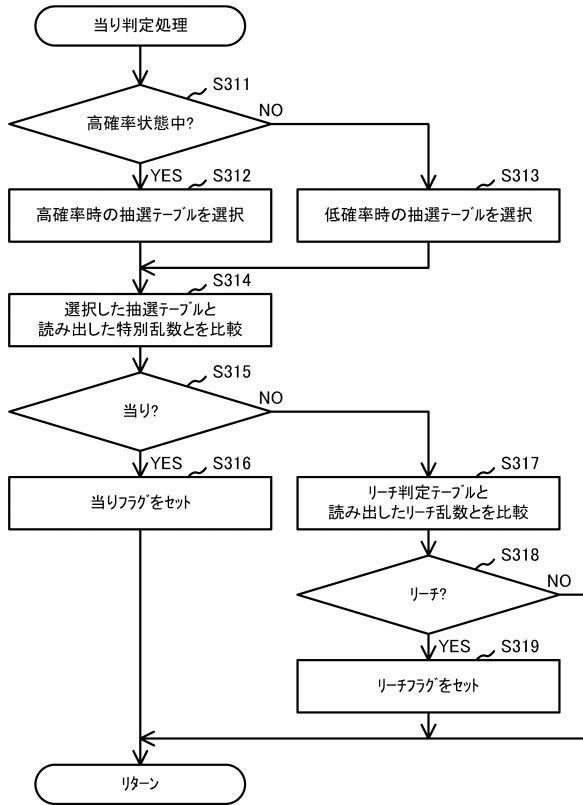 当り判定処理
S311
高確率状態中?
NO
YES
S312
S313
高確率時の抽選テーブルを選択
低確率時の抽選テーブルを選択
S314
選択した抽選テーブルと
読み出した特別乱数とを比較
S315
当り?
NO
YES
S316
S317
当りフラグをセット
リーチ判定テーブルと
読み出したリーチ乱数とを比較
S318
リーチ?
NO
YES
S319
リーチフラグをセット
リターン